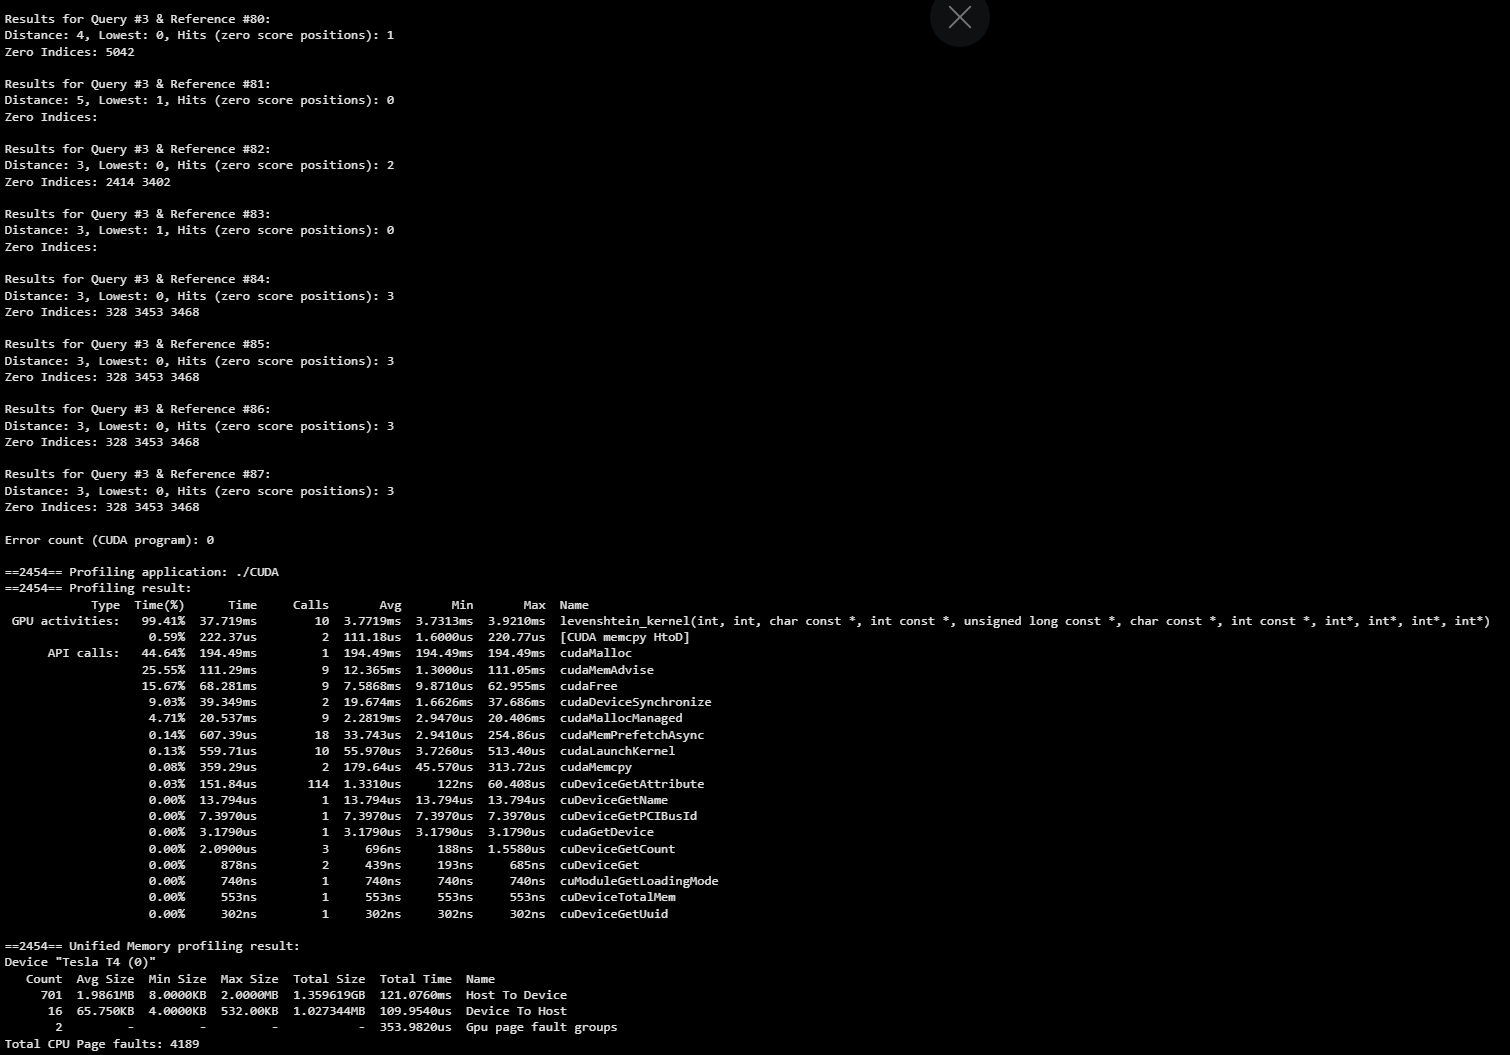 Results for Query #3 & Reference #80:
Distance: 4, Lowest: 0, Hits (zero score positions): 1
Zero Indices: 5042

Results for Query #3 & Reference #81:
Distance: 5, Lowest: 1, Hits (zero score positions): 0
Zero Indices:

Results for Query #3 & Reference #82:
Distance: 3, Lowest: 0, Hits (zero score positions): 2
Zero Indices: 2414 3402

Results for Query #3 & Reference #83:
Distance: 3, Lowest: 1, Hits (zero score positions): 0
Zero Indices:

Results for Query #3 & Reference #84:
Distance: 3, Lowest: 0, Hits (zero score positions): 3
Zero Indices: 328 3453 3468

Results for Query #3 & Reference #85:
Distance: 3, Lowest: 0, Hits (zero score positions): 3
Zero Indices: 328 3453 3468

Results for Query #3 & Reference #86:
Distance: 3, Lowest: 0, Hits (zero score positions): 3
Zero Indices: 328 3453 3468

Results for Query #3 & Reference #87:
Distance: 3, Lowest: 0, Hits (zero score positions): 3
Zero Indices: 328 3453 3468

Error count (CUDA program): 0

==2454== Profiling application: ./CUDA
==2454== Profiling result:
Type Time(%) Time Calls Avg Min Max Name
GPU activities: 99.41% 37.719ms 10 3.7719ms 3.7313ms 3.9210ms levenshtein_kernel(int, int, char const *, int const *, unsigned long const *, char const *, int const *, int*, int*, int*, int*)
0.59% 222.37us 2 111.18us 1.6000us 220.77us [CUDA memcpy HtoD]
API calls: 44.64% 194.49ms 1 194.49ms 194.49ms 194.49ms cudaMalloc
25.55% 111.29ms 9 12.365ms 1.3000us 111.05ms cudaMemAdvise
15.67% 68.281ms 9 7.5868ms 9.8710us 62.955ms cudaFree
9.03% 39.349ms 2 19.674ms 1.6626ms 37.686ms cudaDeviceSynchronize
4.71% 20.537ms 9 2.2819ms 2.9470us 20.406ms cudaMallocManaged
0.14% 607.39us 18 33.743us 2.9410us 254.86us cudaMemPrefetchAsync
0.13% 559.71us 10 55.970us 3.7260us 513.40us cudaLaunchKernel
0.08% 359.29us 2 179.64us 45.570us 313.72us cudaMemcpy
0.03% 151.84us 114 1.3310us 122ns 60.408us cuDeviceGetAttribute
0.00% 13.794us 1 13.794us 13.794us 13.794us cuDeviceGetName
0.00% 7.3970us 1 7.3970us 7.3970us 7.3970us cuDeviceGetPCIBusId
0.00% 3.1790us 1 3.1790us 3.1790us 3.1790us cudaGetDevice
0.00% 2.0900us 3 696ns 188ns 1.5580us cuDeviceGetCount
0.00% 878ns 2 439ns 193ns 685ns cuDeviceGet
0.00% 740ns 1 740ns 740ns 740ns cuModuleGetLoadingMode
0.00% 553ns 1 553ns 553ns 553ns cuDeviceTotalMem
0.00% 302ns 1 302ns 302ns 302ns cuDeviceGetUuid

==2454== Unified Memory profiling result:
Device "Tesla T4 (0)"
Count Avg Size Min Size Max Size Total Size Total Time Name
701 1.9861MB 8.0000KB 2.0000MB 1.359619GB 121.0760ms Host To Device
16 65.750KB 4.0000KB 532.00KB 1.027344MB 109.9540us Device To Host
2 - - - - 353.9820us Gpu page fault groups
Total CPU Page faults: 4189